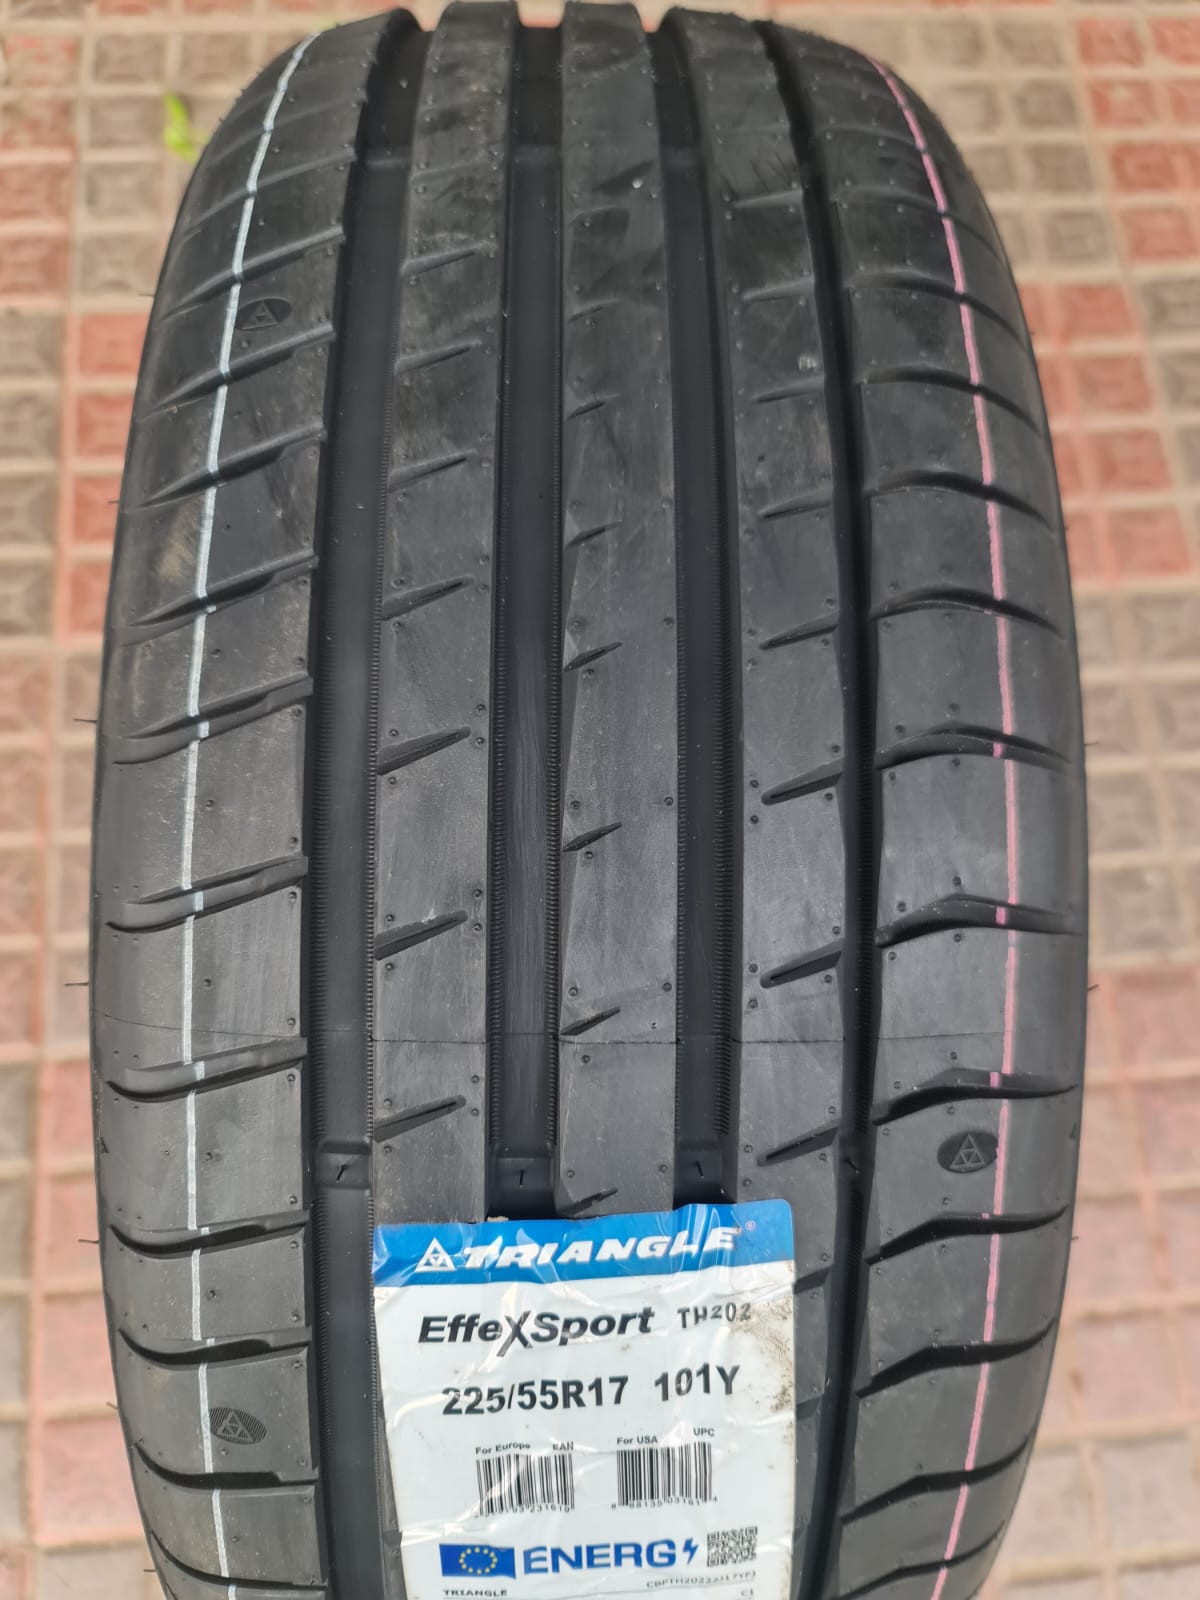 TRIANGLE
EffeXSport TH202
225/55R17 101Y
For Europe EAN For USA UPC
ENERG
TRIANGLE C1